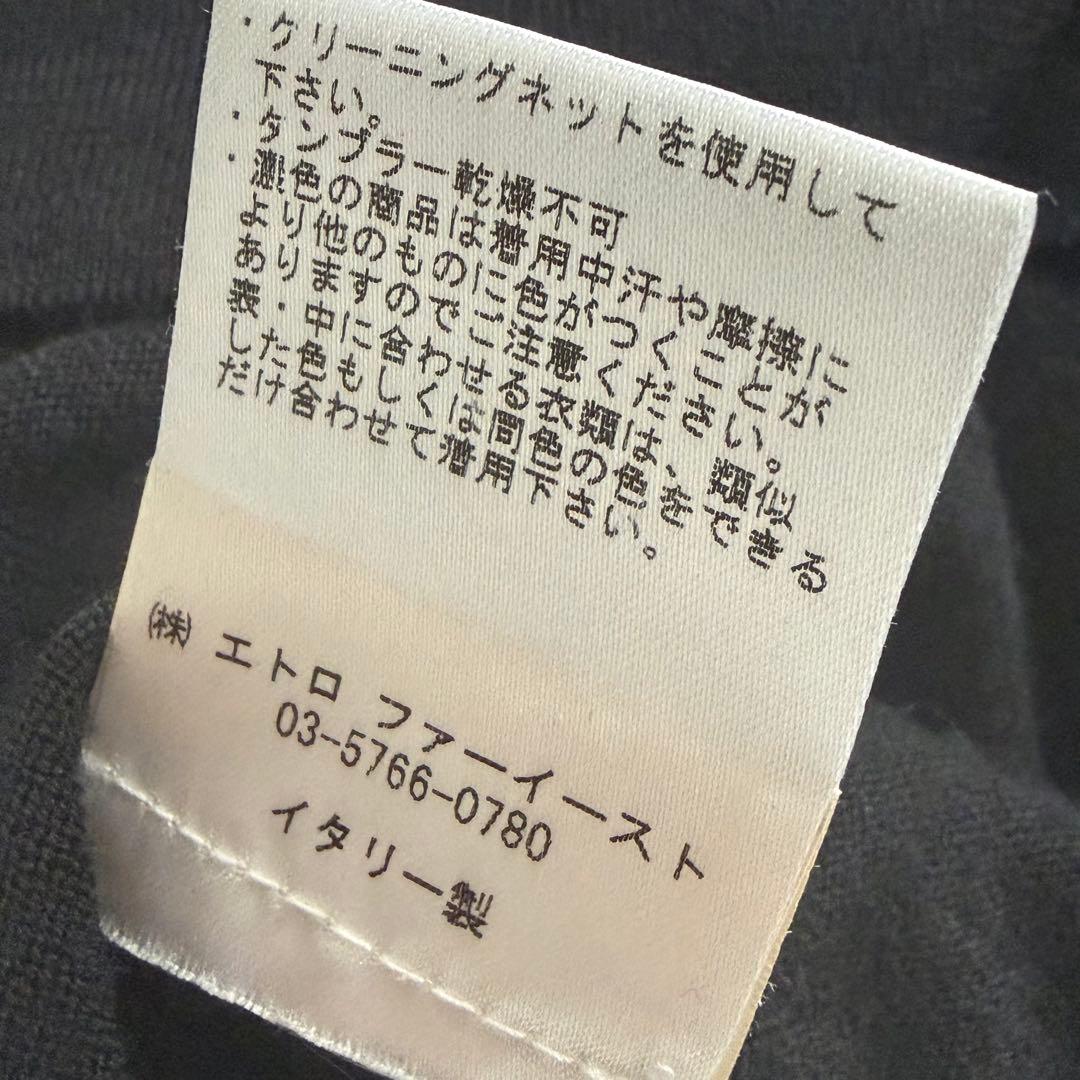 ・クリーニングネットを使用して
下さい。
・タンブラー乾燥不可
・濃色の商品は着用中汗や摩擦に
より他のものに色がつくことが
あります のでご注意ください。
・中に合わせる衣類は、類似
した色もしくは同色の色をできる
だけ合わせて着用下さい。
㈱ エトロ ファーイースト
03-5766-0780
イタリー製